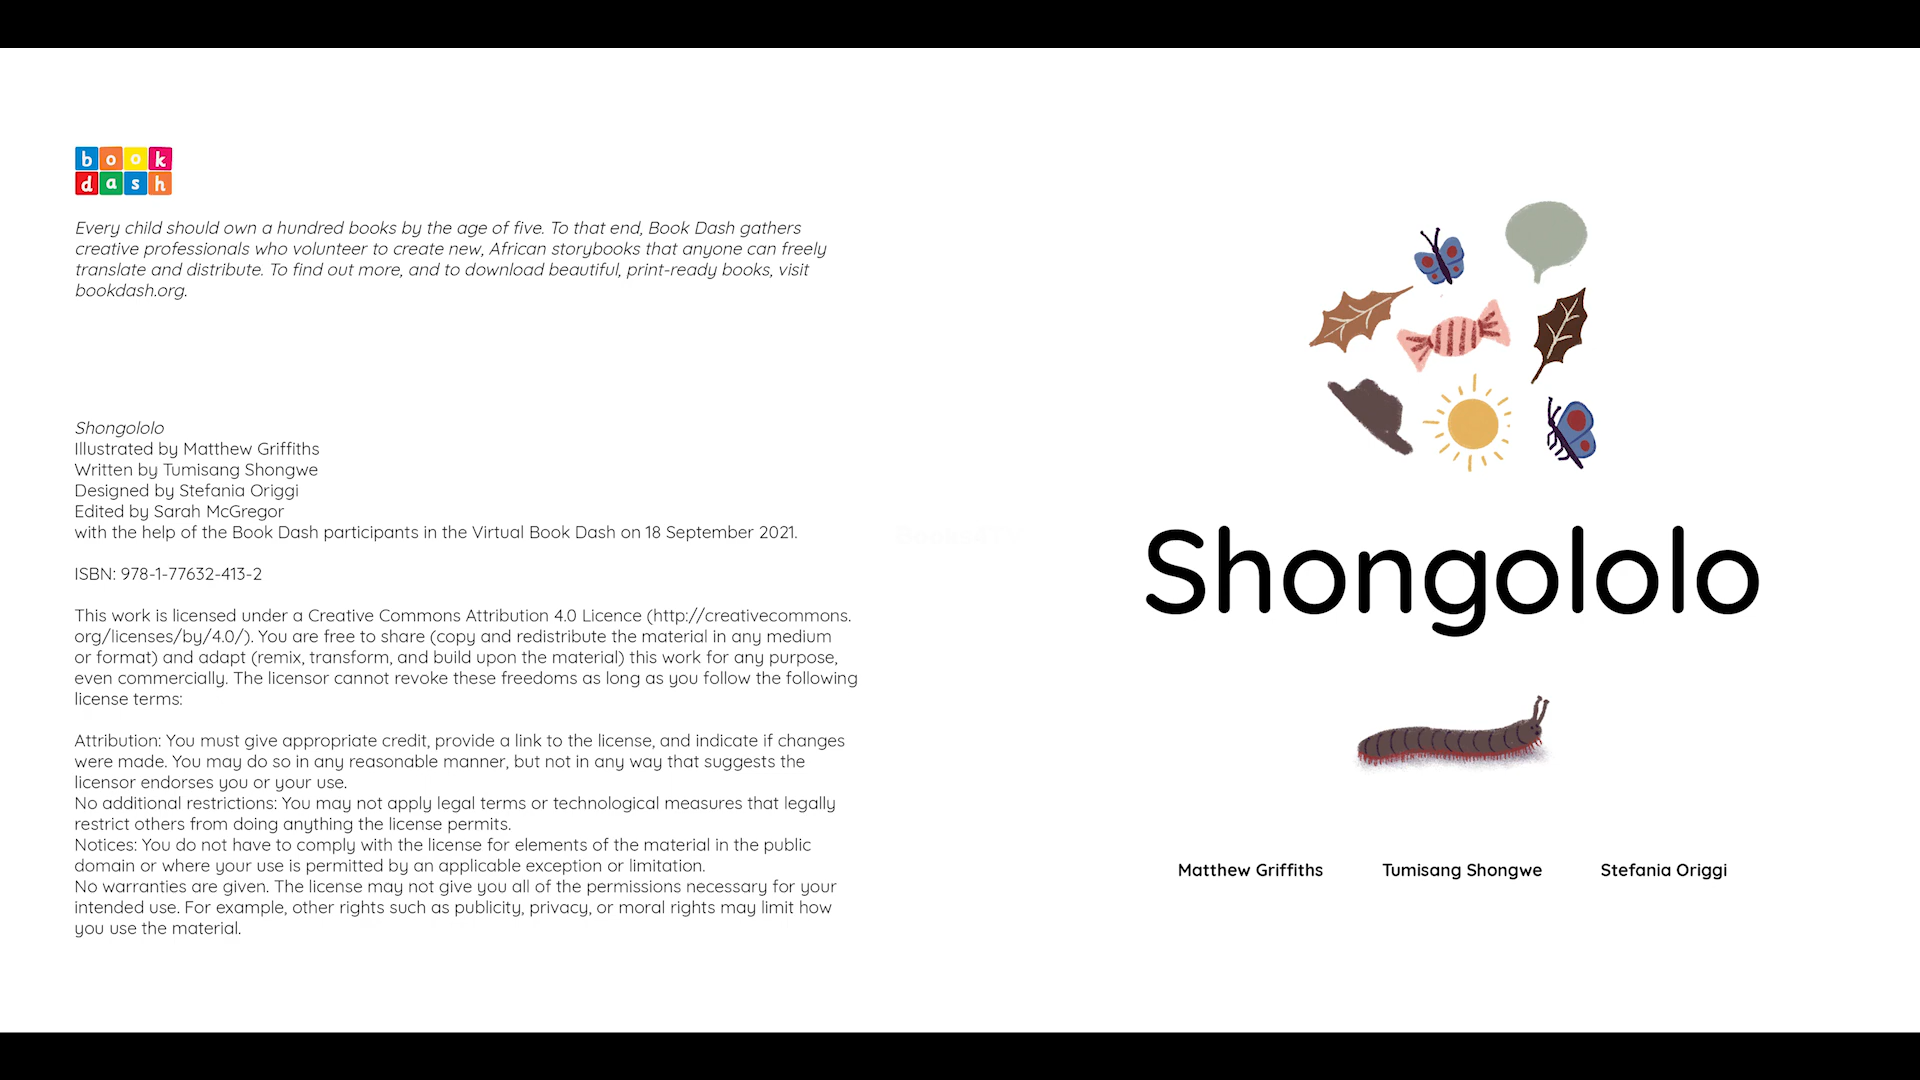 book
dash
Every child should own a hundred books by the age of five. To that end, Book Dash gathers
creative professionals who volunteer to create new, African storybooks that anyone can freely
translate and distribute. To find out more, and to download beautiful, print-ready books, visit
bookdash.org.
Shongololo
Illustrated by Matthew Griffiths
Written by Tumisang Shongwe
Designed by Stefania Origgi
Edited by Sarah McGregor
with the help of the Book Dash participants in the Virtual Book Dash on 18 September 2021.
ISBN: 978-1-77632-413-2
This work is licensed under a Creative Commons Attribution 4.0 Licence (http://creativecommons.
org/licenses/by/4.0/). You are free to share (copy and redistribute the material in any medium
or format) and adapt (remix, transform, and build upon the material) this work for any purpose,
even commercially. The licensor cannot revoke these freedoms as long as you follow the following
license terms:
Attribution: You must give appropriate credit, provide a link to the license, and indicate if changes
were made. You may do so in any reasonable manner, but not in any way that suggests the
licensor endorses you or your use.
No additional restrictions: You may not apply legal terms or technological measures that legally
restrict others from doing anything the license permits.
Notices: You do not have to comply with the license for elements of the material in the public
domain or where your use is permitted by an applicable exception or limitation.
No warranties are given. The license may not give you all of the permissions necessary for your
intended use. For example, other rights such as publicity, privacy, or moral rights may limit how
you use the material.
Shongololo
Matthew Griffiths Tumisang Shongwe Stefania Origgi